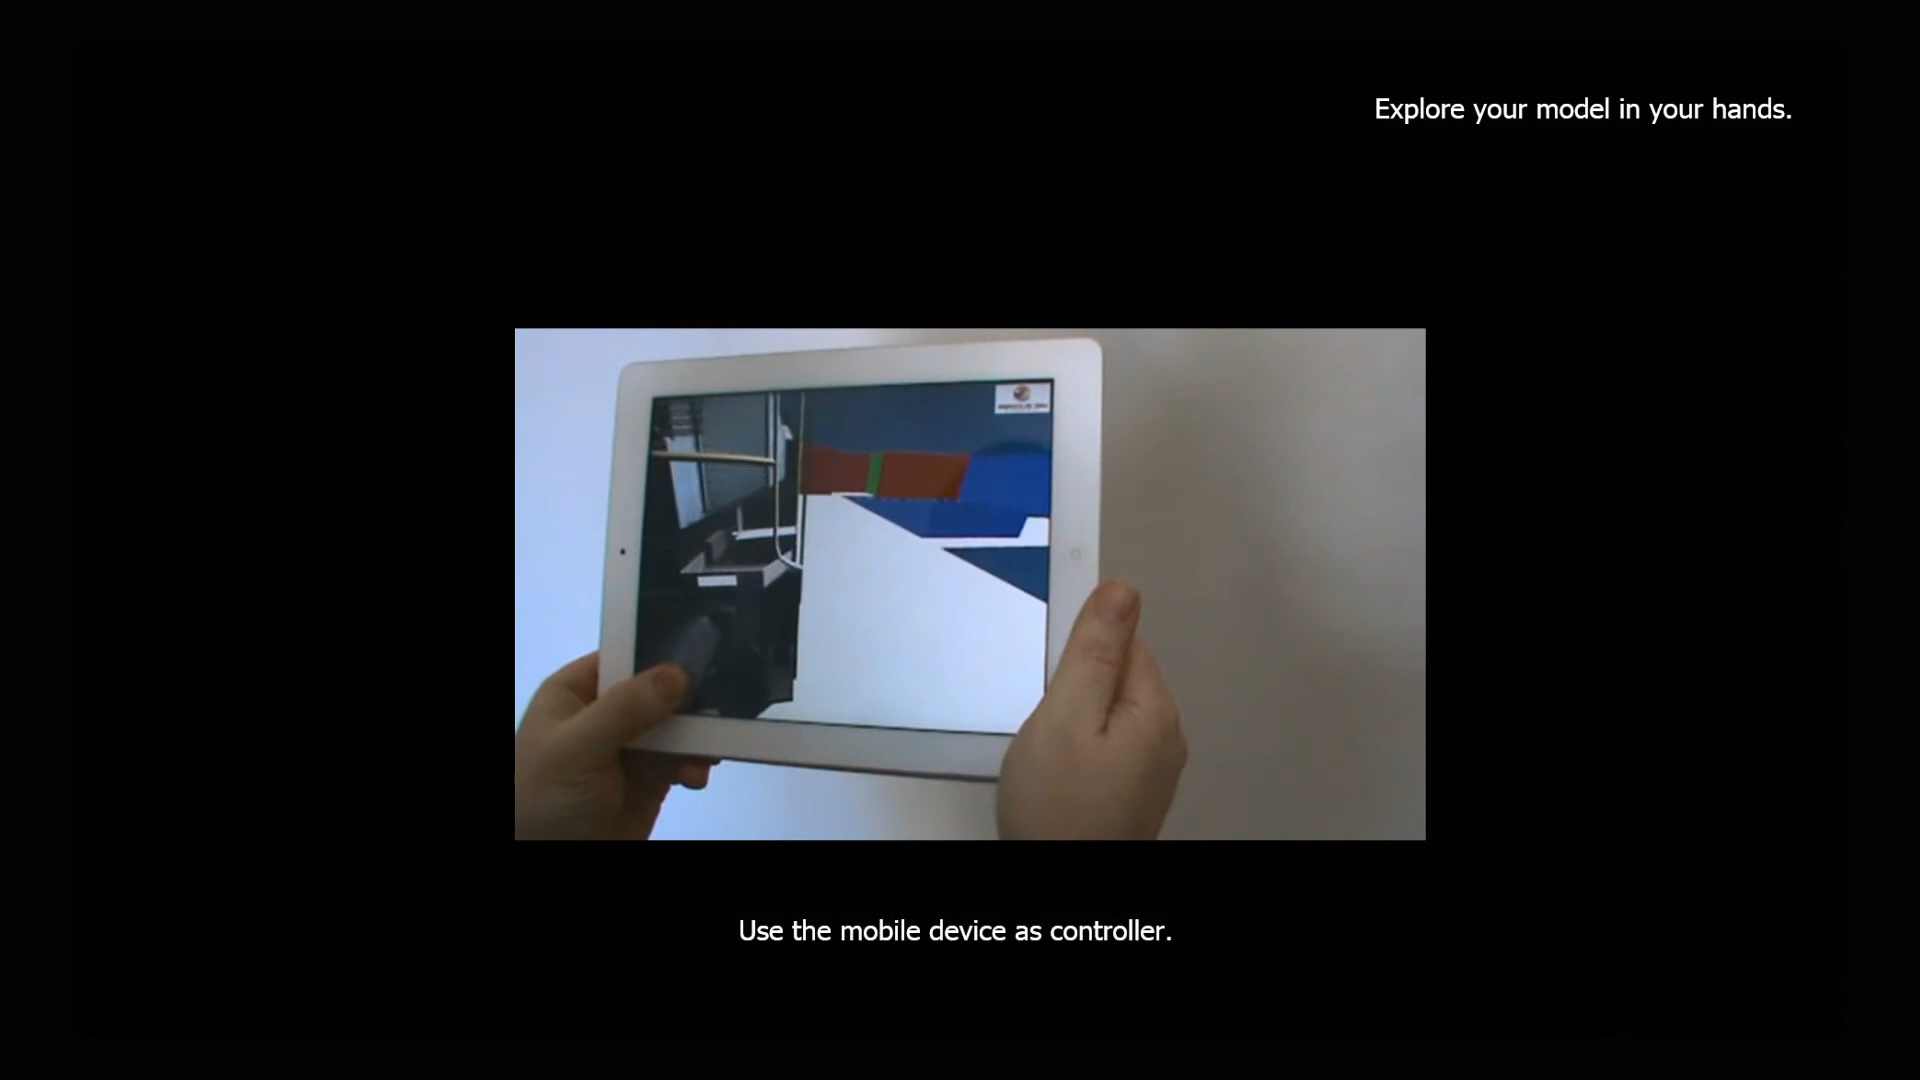 Explore your model in your hands.
Use the mobile device as controller.